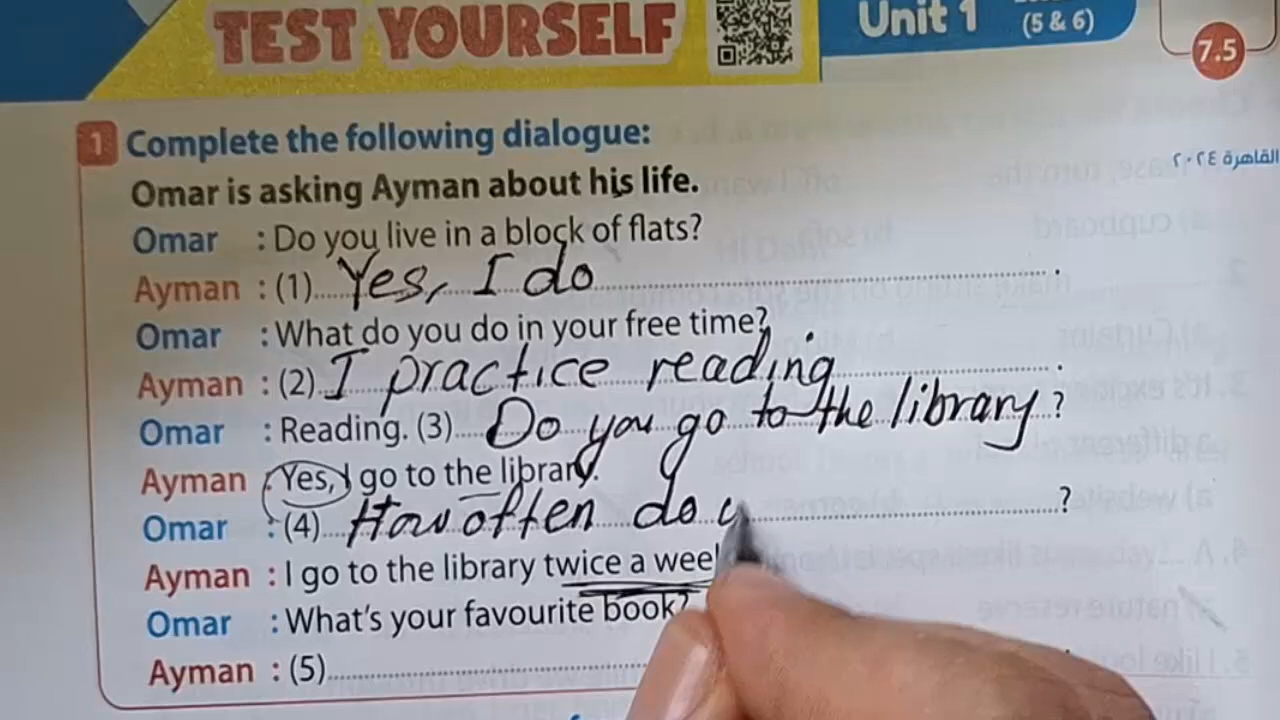 TEST YOURSELF
Unit 1
(5 & 6)
7.5
القاهرة ٢٠٢٤
1 Complete the following dialogue:
Omar is asking Ayman about his life.
Omar : Do you live in a block of flats?
Ayman : (1) Yes, I do.
Omar : What do you do in your free time?
Ayman : (2) I practice reading.
Omar : Reading. (3) Do you go to the library?
Ayman : Yes, I go to the library.
Omar : (4) How often do y ?
Ayman : I go to the library twice a week
Omar : What's your favourite book?
Ayman : (5)